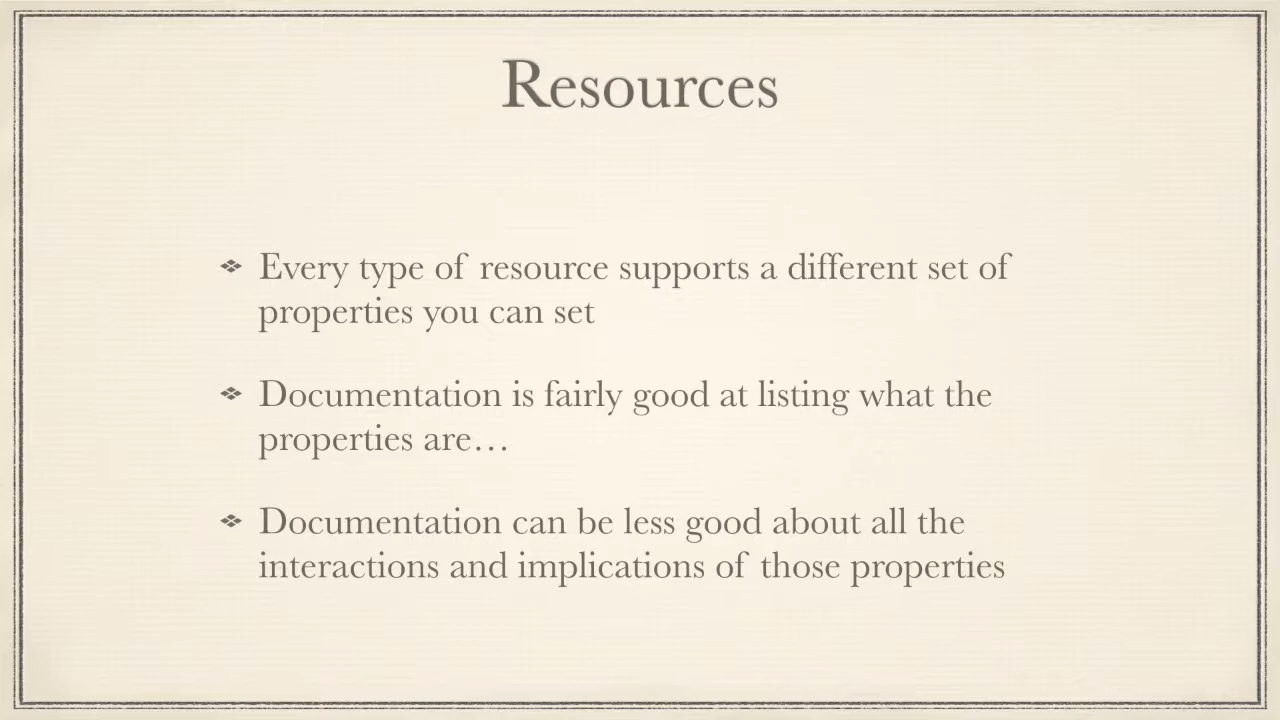 Resources
Every type of resource supports a different set of
properties you can set
Documentation is fairly good at listing what the
properties are…
Documentation can be less good about all the
interactions and implications of those properties